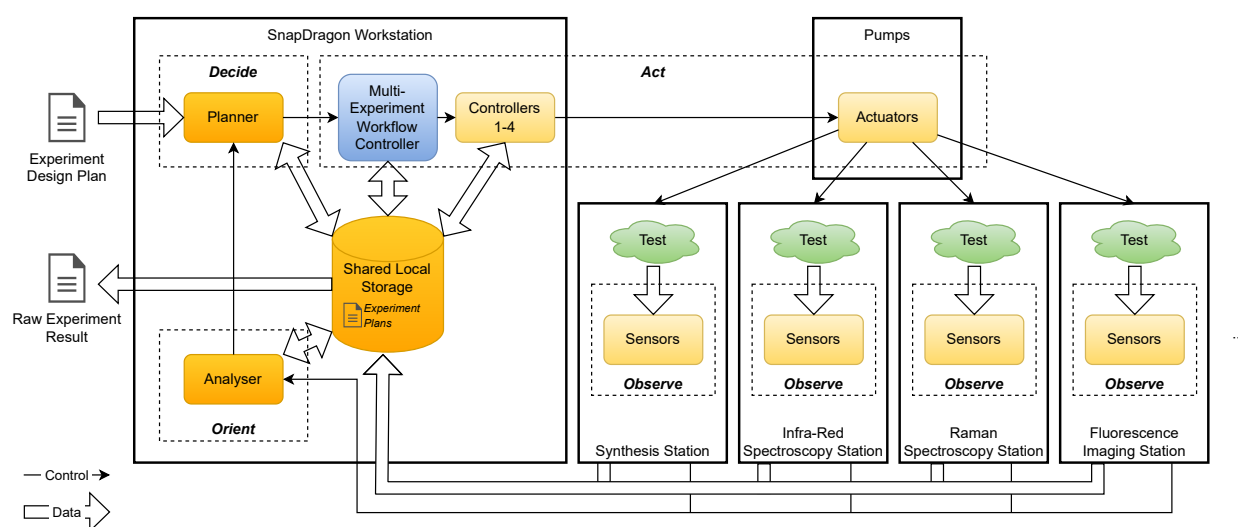 SnapDragon Workstation
Pumps
Decide
Act
Planner
Multi-
Experiment
Workflow
Controller
Controllers
1-4
Actuators
Experiment
Design Plan
Test
Test
Test
Test
Shared Local
Storage
Experiment
Plans
Raw Experiment
Result
Sensors
Sensors
Sensors
Sensors
Analyser
Observe
Observe
Observe
Observe
Orient
Synthesis Station
Infra-Red
Spectroscopy Station
Raman
Spectroscopy Station
Fluorescence
Imaging Station
Control
Data